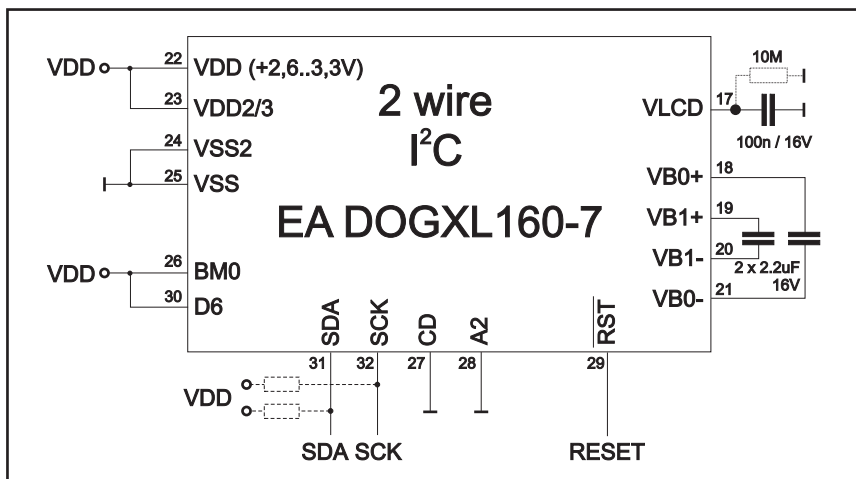 VDD 22 VDD (+2,6..3,3V)
23 VDD2/3
24 VSS2
25 VSS
VDD 26 BM0
30 D6
2 wire
I²C
EA DOGXL160-7
10M
VLCD 17
100n / 16V
VB0+ 18
VB1+ 19
VB1- 20
2 x 2.2uF
16V
VB0- 21
SDA SCK CD A2 RST
31 32 27 28 29
VDD
SDA SCK RESET